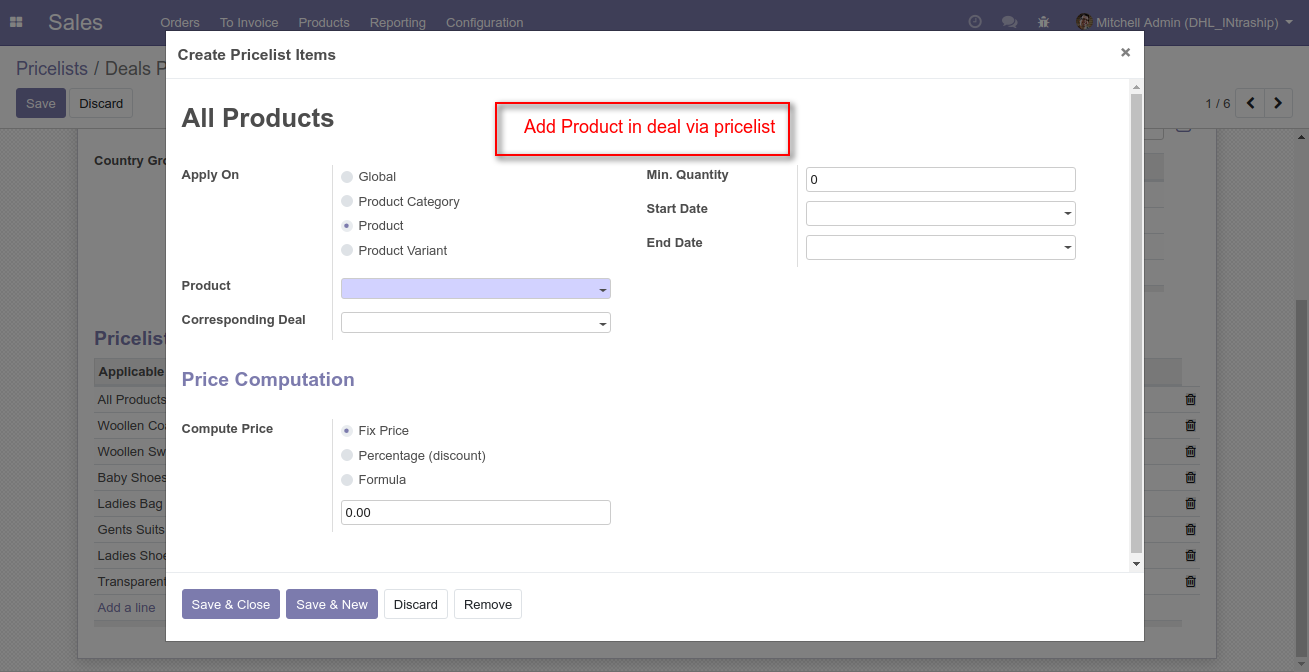 Sales Orders To Invoice Products Reporting Configuration Mitchell Admin (DHL_INtraship)
Pricelists / Deals P
Save Discard
1 / 6
Create Pricelist Items ×
All Products
Add Product in deal via pricelist
Country Gro
Apply On
Global
Product Category
Product
Product Variant
Min. Quantity 0
Start Date
End Date
Product
Corresponding Deal
Pricelist
Price Computation
Applicable
All Products
Woollen Coa
Woollen Swe
Baby Shoes
Ladies Bag
Gents Suits
Ladies Shoe
Transparent
Add a line
Compute Price
Fix Price
Percentage (discount)
Formula
0.00
Save & Close Save & New Discard Remove